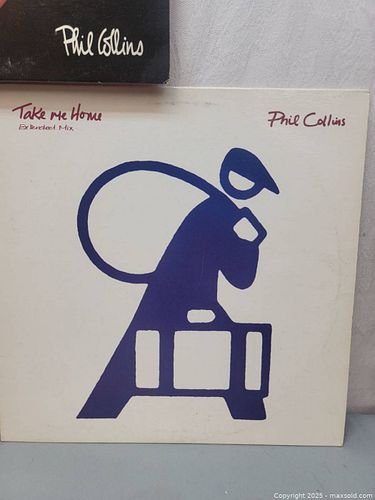 Phil Collins
Take me Home
Extended Mix
Phil Collins
Copyright 2025 - maxsold.com